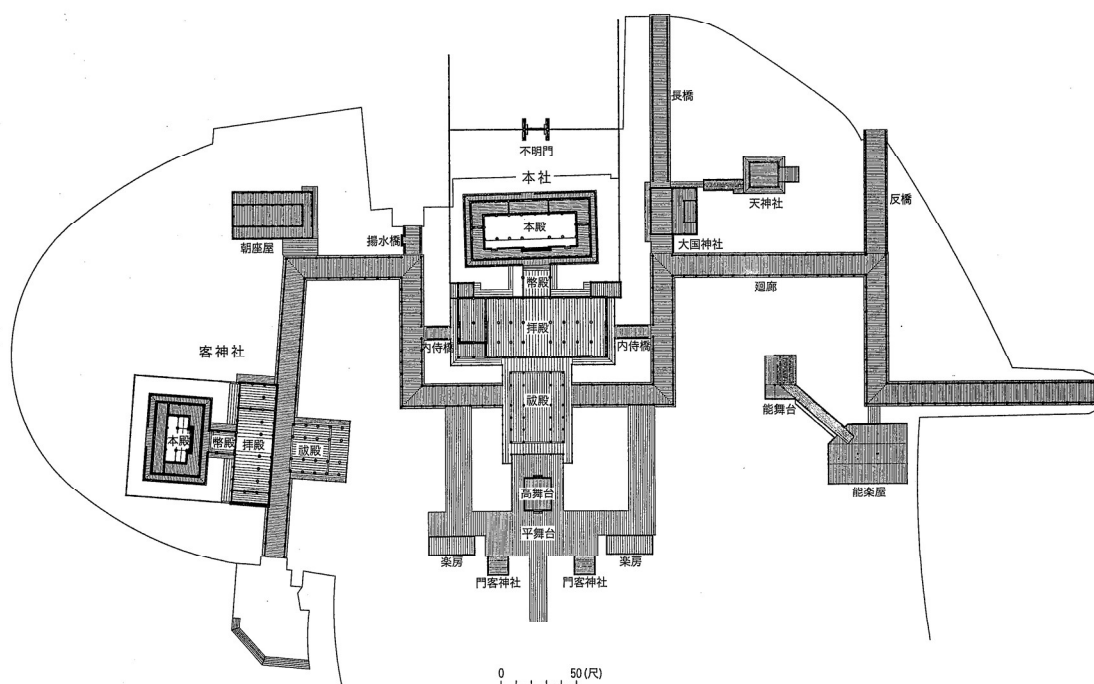 長橋
不明門
本社
天神社
反橋
本殿
朝座屋
揚水橋
大国神社
幣殿
廻廊
拝殿
内侍橋
内侍橋
客神社
祓殿
能舞台
本殿
幣殿
拝殿
祓殿
高舞台
能楽屋
平舞台
楽房
楽房
門客神社
門客神社
0 50(尺)